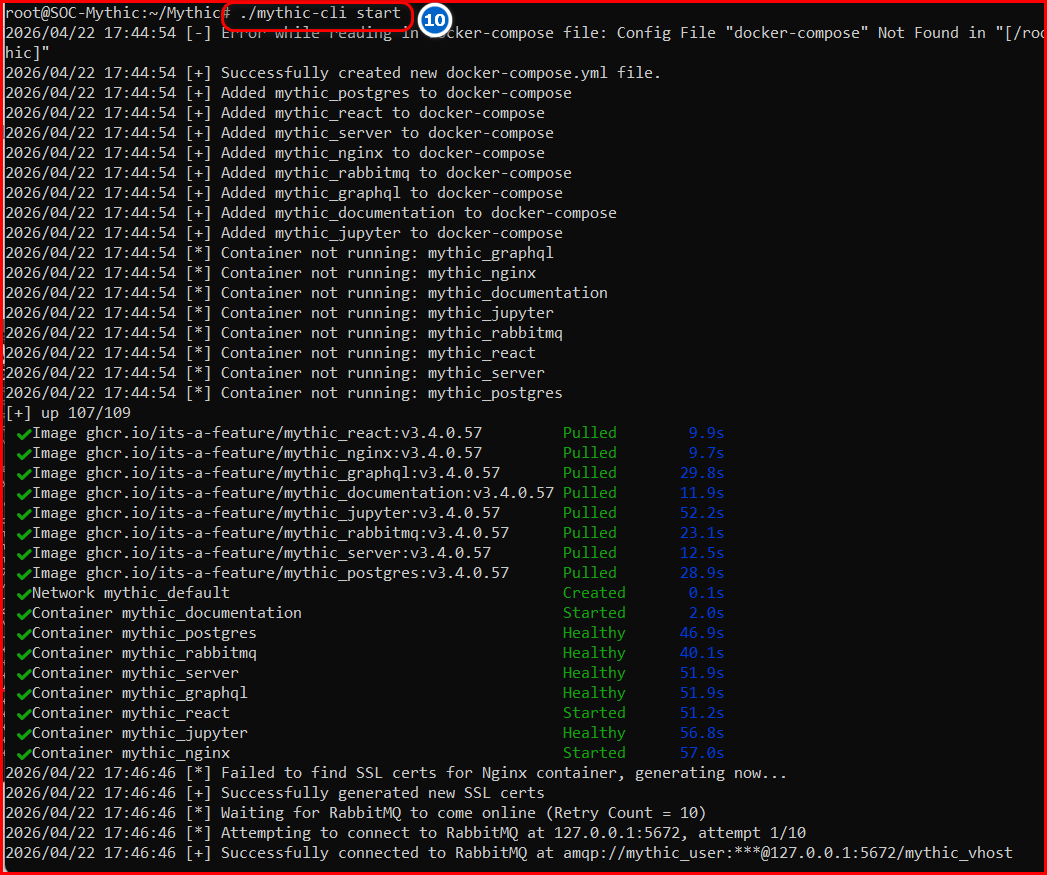 root@SOC-Mythic:~/Mythic# ./mythic-cli start
10
2026/04/22 17:44:54 [-] Error while reading in docker-compose file: Config File "docker-compose" Not Found in "[/roo
hic]"
2026/04/22 17:44:54 [+] Successfully created new docker-compose.yml file.
2026/04/22 17:44:54 [+] Added mythic_postgres to docker-compose
2026/04/22 17:44:54 [+] Added mythic_react to docker-compose
2026/04/22 17:44:54 [+] Added mythic_server to docker-compose
2026/04/22 17:44:54 [+] Added mythic_nginx to docker-compose
2026/04/22 17:44:54 [+] Added mythic_rabbitmq to docker-compose
2026/04/22 17:44:54 [+] Added mythic_graphql to docker-compose
2026/04/22 17:44:54 [+] Added mythic_documentation to docker-compose
2026/04/22 17:44:54 [+] Added mythic_jupyter to docker-compose
2026/04/22 17:44:54 [*] Container not running: mythic_graphql
2026/04/22 17:44:54 [*] Container not running: mythic_nginx
2026/04/22 17:44:54 [*] Container not running: mythic_documentation
2026/04/22 17:44:54 [*] Container not running: mythic_jupyter
2026/04/22 17:44:54 [*] Container not running: mythic_rabbitmq
2026/04/22 17:44:54 [*] Container not running: mythic_react
2026/04/22 17:44:54 [*] Container not running: mythic_server
2026/04/22 17:44:54 [*] Container not running: mythic_postgres
[+] up 107/109
✔Image ghcr.io/its-a-feature/mythic_react:v3.4.0.57 Pulled 9.9s
✔Image ghcr.io/its-a-feature/mythic_nginx:v3.4.0.57 Pulled 9.7s
✔Image ghcr.io/its-a-feature/mythic_graphql:v3.4.0.57 Pulled 29.8s
✔Image ghcr.io/its-a-feature/mythic_documentation:v3.4.0.57 Pulled 11.9s
✔Image ghcr.io/its-a-feature/mythic_jupyter:v3.4.0.57 Pulled 52.2s
✔Image ghcr.io/its-a-feature/mythic_rabbitmq:v3.4.0.57 Pulled 23.1s
✔Image ghcr.io/its-a-feature/mythic_server:v3.4.0.57 Pulled 12.5s
✔Image ghcr.io/its-a-feature/mythic_postgres:v3.4.0.57 Pulled 28.9s
✔Network mythic_default Created 0.1s
✔Container mythic_documentation Started 2.0s
✔Container mythic_postgres Healthy 46.9s
✔Container mythic_rabbitmq Healthy 40.1s
✔Container mythic_server Healthy 51.9s
✔Container mythic_graphql Healthy 51.9s
✔Container mythic_react Started 51.2s
✔Container mythic_jupyter Healthy 56.8s
✔Container mythic_nginx Started 57.0s
2026/04/22 17:46:46 [*] Failed to find SSL certs for Nginx container, generating now...
2026/04/22 17:46:46 [+] Successfully generated new SSL certs
2026/04/22 17:46:46 [*] Waiting for RabbitMQ to come online (Retry Count = 10)
2026/04/22 17:46:46 [*] Attempting to connect to RabbitMQ at 127.0.0.1:5672, attempt 1/10
2026/04/22 17:46:46 [+] Successfully connected to RabbitMQ at amqp://mythic_user:***@127.0.0.1:5672/mythic_vhost